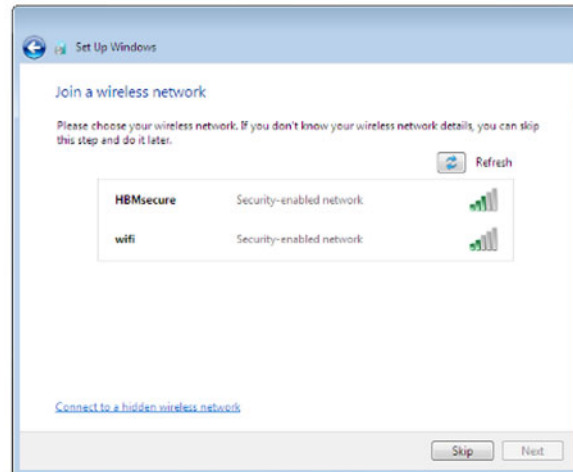 Set Up Windows
Join a wireless network
Please choose your wireless network. If you don't know your wireless network details, you can skip
this step and do it later.
Refresh
HBMsecure Security-enabled network
wifi Security-enabled network
Connect to a hidden wireless network
Skip Next